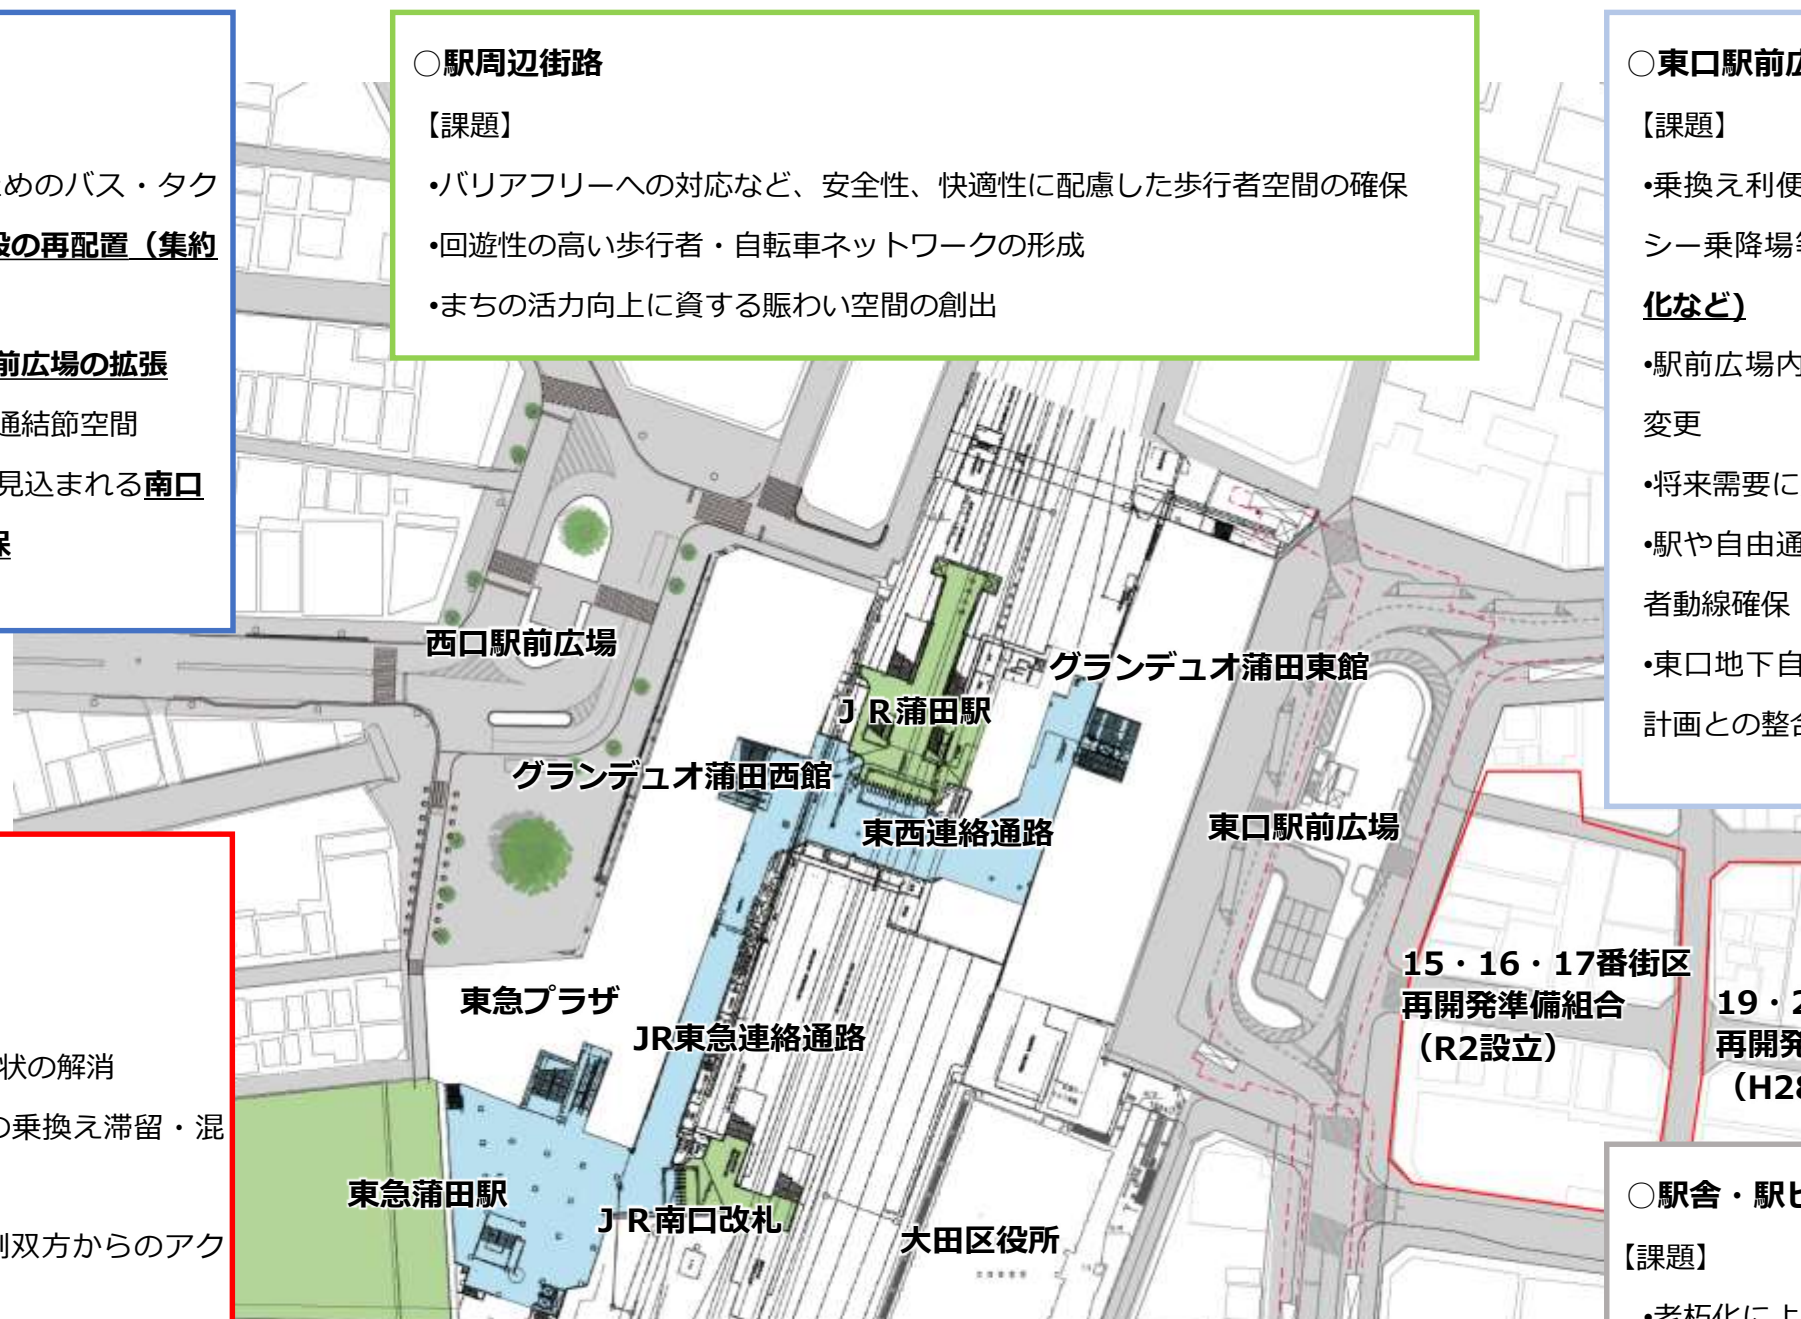 ○駅周辺街路
【課題】
•バリアフリーへの対応など、安全性、快適性に配慮した歩行者空間の確保
•回遊性の高い歩行者・自転車ネットワークの形成
•まちの活力向上に資する賑わい空間の創出
めのバス・タク
の再配置（集約
前広場の拡張
通結節空間
見込まれる南口
○東口駅前広
【課題】
•乗換え利便
シー乗降場等
化など)
•駅前広場内
変更
•将来需要に
•駅や自由通
者動線確保
•東口地下自
計画との整合
西口駅前広場
グランデュオ蒲田東館
ＪＲ蒲田駅
グランデュオ蒲田西館
東西連絡通路
東口駅前広場
15・16・17番街区
再開発準備組合
（R2設立）
19・2
再開発
（H28
東急プラザ
JR東急連絡通路
東急蒲田駅
ＪＲ南口改札
大田区役所
状の解消
の乗換え滞留・混
側双方からのアク
○駅舎・駅ビ
【課題】
•老朽化によ